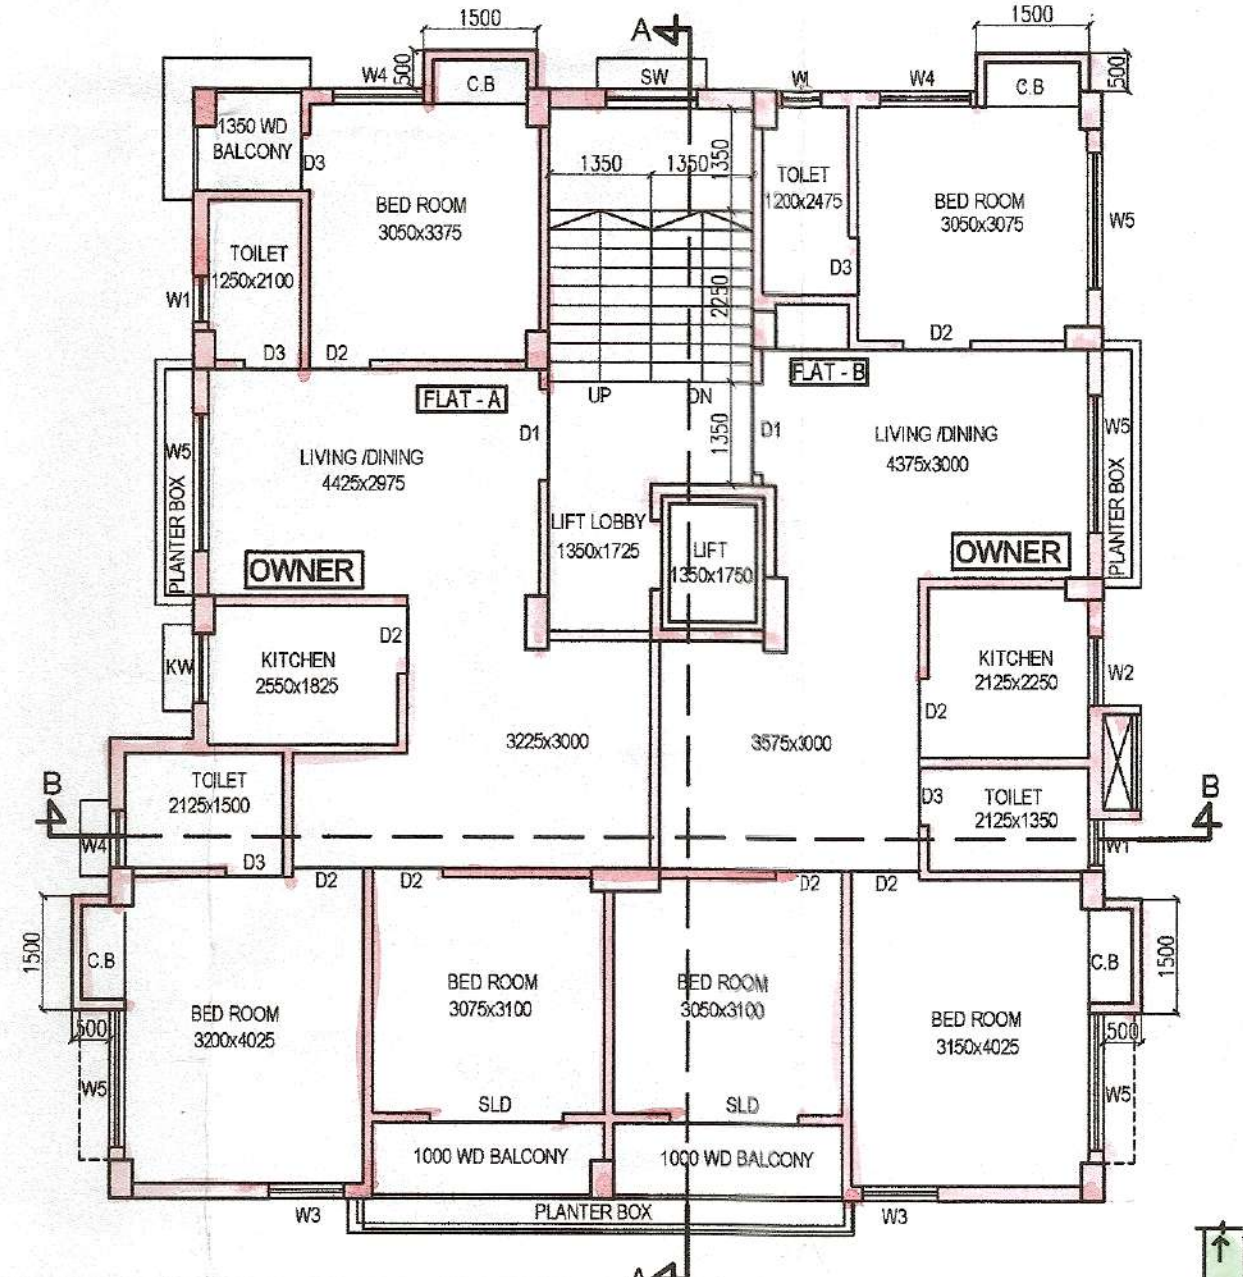 1500
1500
A
W4
500
C.B
SW
W
W4
C.B
500
1350 WD
BALCONY
D3
1350
1350
1350
TOILET
1200x2475
BED ROOM
3050x3375
BED ROOM
3050x3075
W5
TOILET
1250x2100
D3
W1
2250
D3
D2
D2
FLAT - A
UP
DN
FLAT - B
D1
1350
D1
W5
LIVING /DINING
4425x2975
LIVING /DINING
4375x3000
W5
PLANTER BOX
LIFT LOBBY
1350x1725
LIFT
1350x1750
PLANTER BOX
OWNER
OWNER
D2
KW
KITCHEN
2550x1825
KITCHEN
2125x2250
W2
D2
3225x3000
3575x3000
B
TOILET
2125x1500
D3
TOILET
2125x1350
B
W4
D3
W1
D2
D2
D2
D2
1500
C.B
C.B
1500
BED ROOM
3075x3100
BED ROOM
3050x3100
BED ROOM
3200x4025
BED ROOM
3150x4025
500
500
W5
SLD
SLD
W5
1000 WD BALCONY
1000 WD BALCONY
W3
PLANTER BOX
W3
A